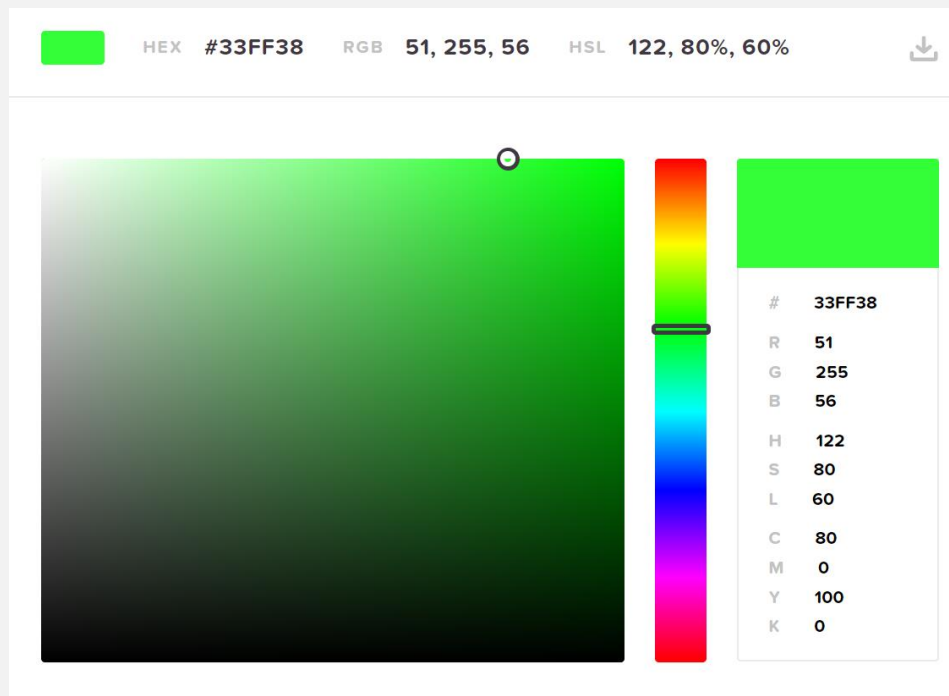 HEX #33FF38 RGB 51, 255, 56 HSL 122, 80%, 60%
# 33FF38
R 51
G 255
B 56
H 122
S 80
L 60
C 80
M 0
Y 100
K 0